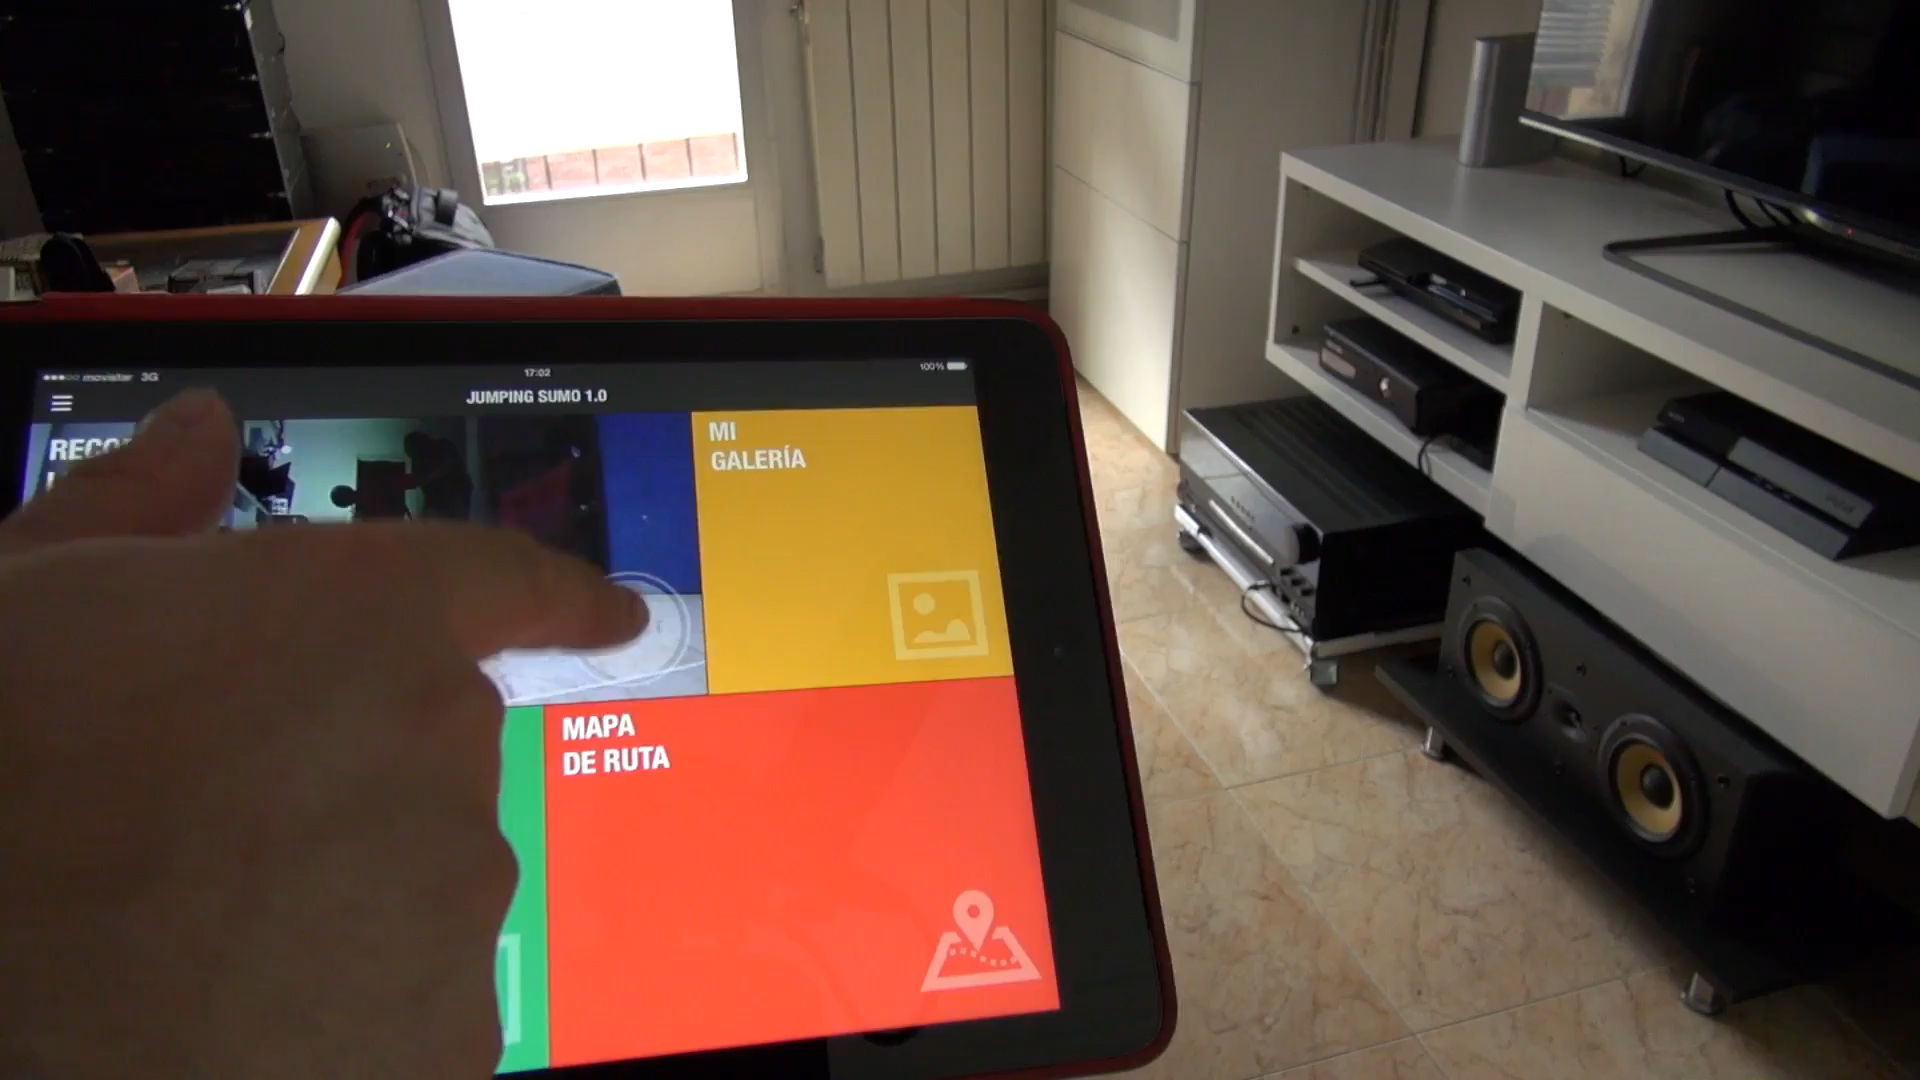 movistar 3G
17:02
100%
JUMPING SUMO 1.0
MI
GALERÍA
MAPA
DE RUTA